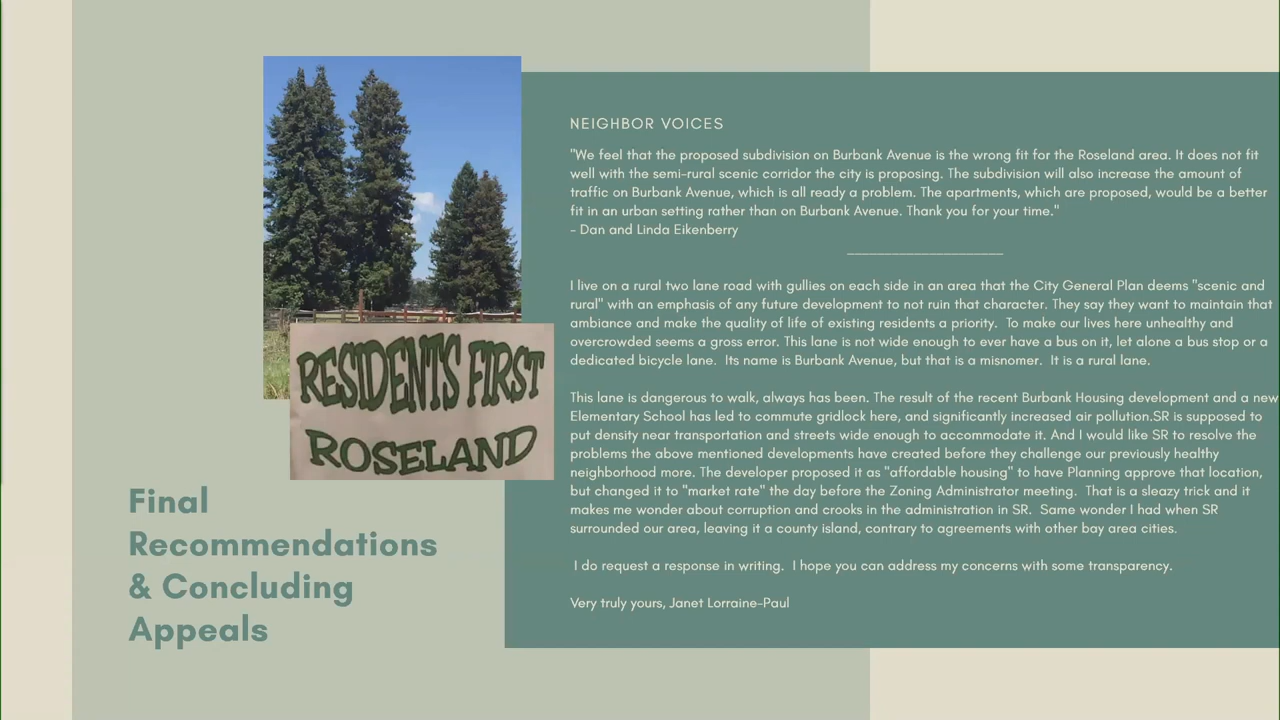 NEIGHBOR VOICES
"We feel that the proposed subdivision on Burbank Avenue is the wrong fit for the Roseland area. It does not fit
well with the semi-rural scenic corridor the city is proposing. The subdivision will also increase the amount of
traffic on Burbank Avenue, which is all ready a problem. The apartments, which are proposed, would be a better
fit in an urban setting rather than on Burbank Avenue. Thank you for your time."
- Dan and Linda Eikenberry
I live on a rural two lane road with gullies on each side in an area that the City General Plan deems "scenic and
rural" with an emphasis of any future development to not ruin that character. They say they want to maintain that
ambiance and make the quality of life of existing residents a priority.  To make our lives here unhealthy and
overcrowded seems a gross error. This lane is not wide enough to ever have a bus on it, let alone a bus stop or a
dedicated bicycle lane.  Its name is Burbank Avenue, but that is a misnomer.  It is a rural lane.
This lane is dangerous to walk, always has been. The result of the recent Burbank Housing development and a new
Elementary School has led to commute gridlock here, and significantly increased air pollution.SR is supposed to
put density near transportation and streets wide enough to accommodate it. And I would like SR to resolve the
problems the above mentioned developments have created before they challenge our previously healthy
neighborhood more. The developer proposed it as "affordable housing" to have Planning approve that location,
but changed it to "market rate" the day before the Zoning Administrator meeting.  That is a sleazy trick and it
makes me wonder about corruption and crooks in the administration in SR.  Same wonder I had when SR
surrounded our area, leaving it a county island, contrary to agreements with other bay area cities.
I do request a response in writing.  I hope you can address my concerns with some transparency.
Very truly yours, Janet Lorraine-Paul
RESIDENTS FIRST
ROSELAND
Final
Recommendations
& Concluding
Appeals